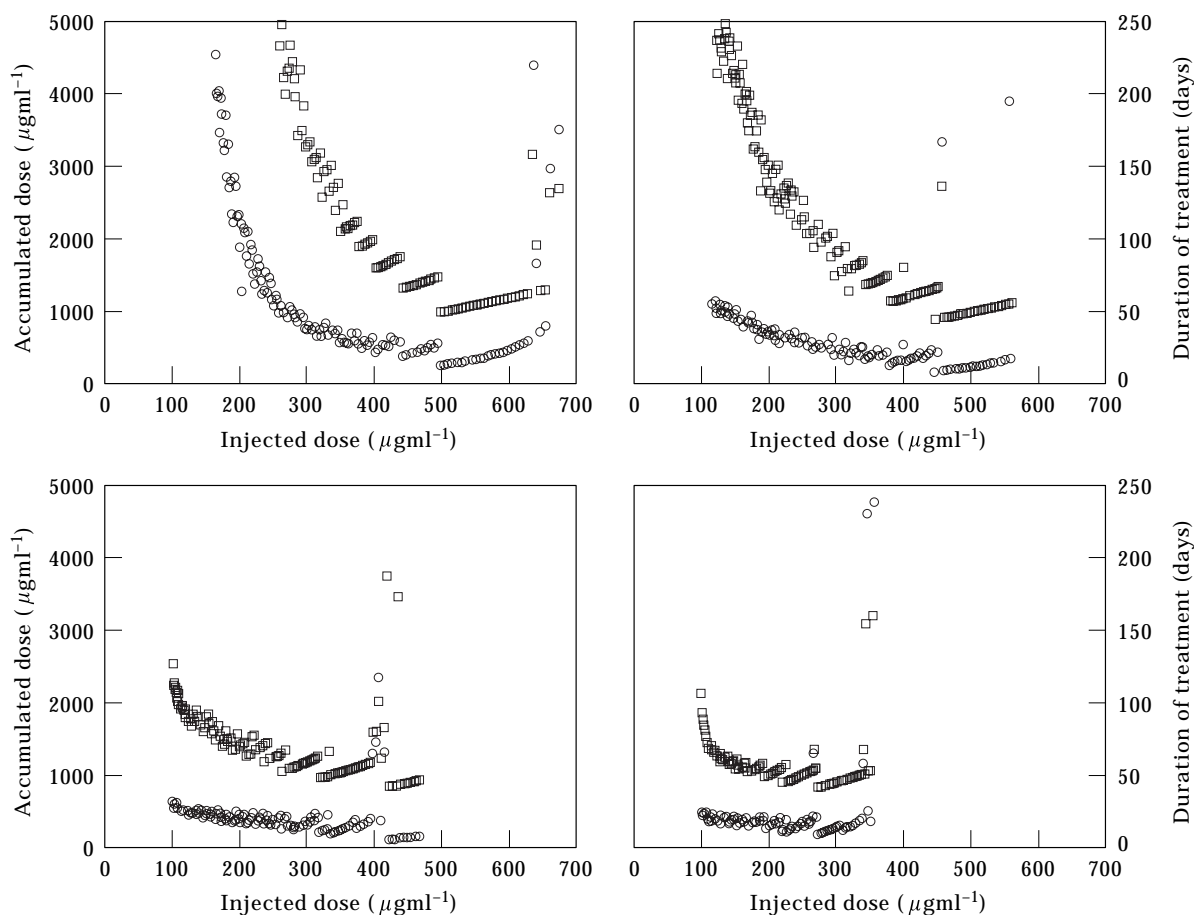 5000
4000
3000
2000
1000
0
Accumulated dose ( μgml⁻¹)
100 200 300 400 500 600 700
Injected dose ( μgml⁻¹)
250
200
150
100
50
0
Duration of treatment (days)
0 100 200 300 400 500 600 700
Injected dose ( μgml⁻¹)
5000
4000
3000
2000
1000
0
Accumulated dose ( μgml⁻¹)
0 100 200 300 400 500 600 700
Injected dose ( μgml⁻¹)
250
200
150
100
50
0
Duration of treatment (days)
0 100 200 300 400 500 600 700
Injected dose ( μgml⁻¹)